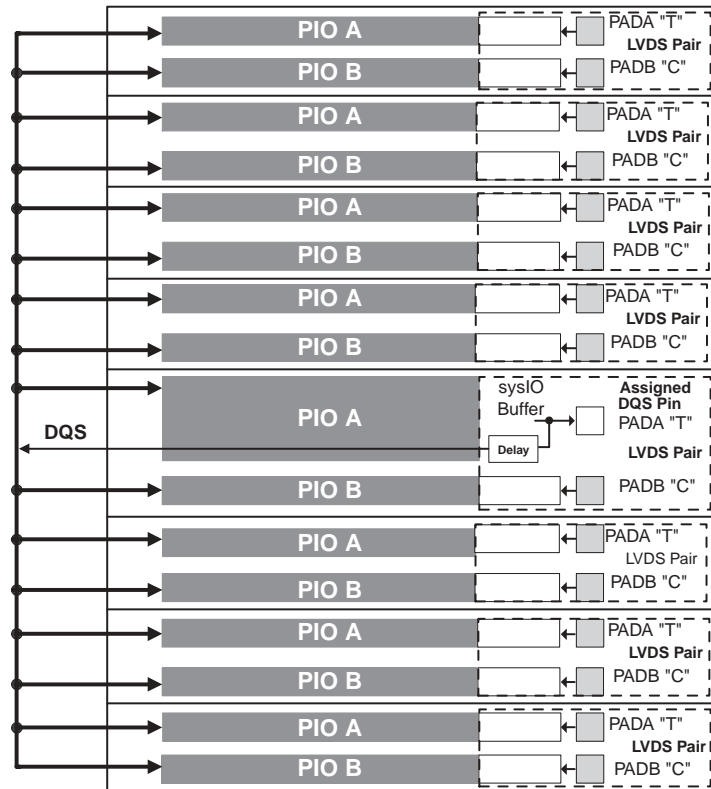 PIO A
PADA "T"
LVDS Pair
PIO B
PADB "C"
PIO A
PADA "T"
LVDS Pair
PIO B
PADB "C"
PIO A
PADA "T"
LVDS Pair
PIO B
PADB "C"
PIO A
PADA "T"
LVDS Pair
PIO B
PADB "C"
sysIO
Buffer
Assigned
DQS Pin
PIO A
PADA "T"
DQS
Delay
LVDS Pair
PIO B
PADB "C"
PIO A
PADA "T"
LVDS Pair
PIO B
PADB "C"
PIO A
PADA "T"
LVDS Pair
PIO B
PADB "C"
PIO A
PADA "T"
LVDS Pair
PIO B
PADB "C"